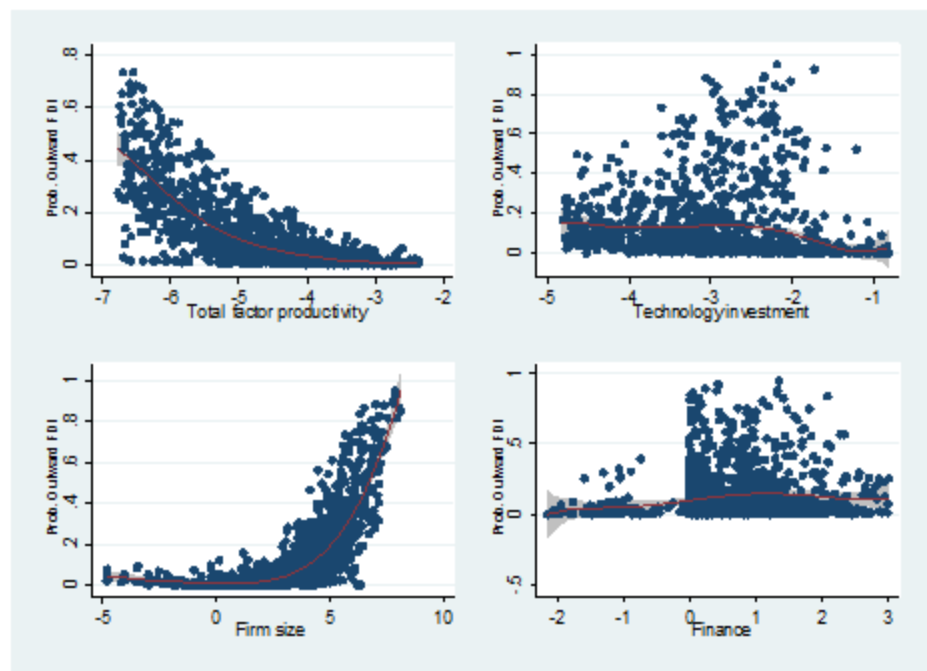 Prob. Outward FDI
.8
.6
.4
.2
0
-7 -6 -5 -4 -3 -2
Total factor productivity
Prob. Outward FDI
1
.8
.6
.4
.2
0
-5 -4 -3 -2 -1
Technology investment
Prob. Outward FDI
1
.8
.6
.4
.2
0
-5 0 5 10
Firm size
Prob. Outward FDI
1
.5
0
-.5
-2 -1 0 1 2 3
Finance